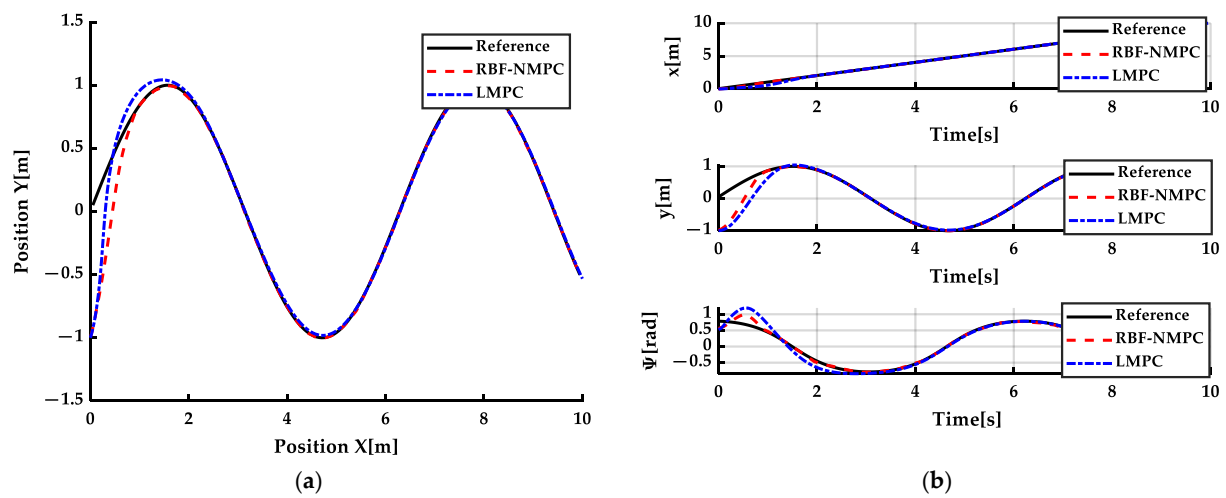 1.5
1
0.5
0
−0.5
−1
−1.5
0 2 4 6 8 10
Position Y[m]
Position X[m]
Reference
RBF-NMPC
LMPC
(a)
10
5
0
x[m]
0 2 4 6 8 10
Time[s]
Reference
RBF-NMPC
LMPC
1
0
−1
y[m]
0 2 4 6 8 10
Time[s]
Reference
RBF-NMPC
LMPC
1
0.5
0
−0.5
Ψ[rad]
0 2 4 6 8 10
Time[s]
Reference
RBF-NMPC
LMPC
(b)